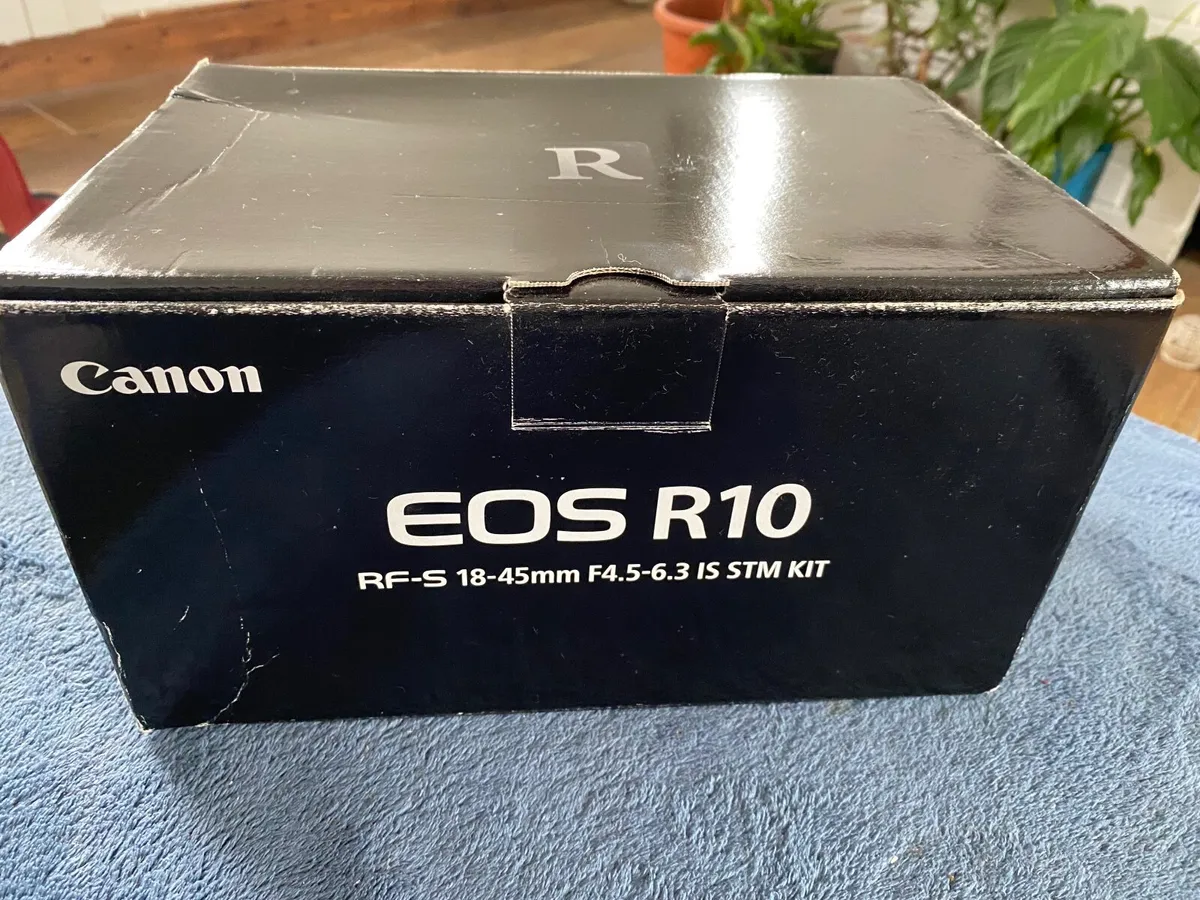 R
Canon
EOS R10
RF-S 18-45mm F4.5-6.3 IS STM KIT